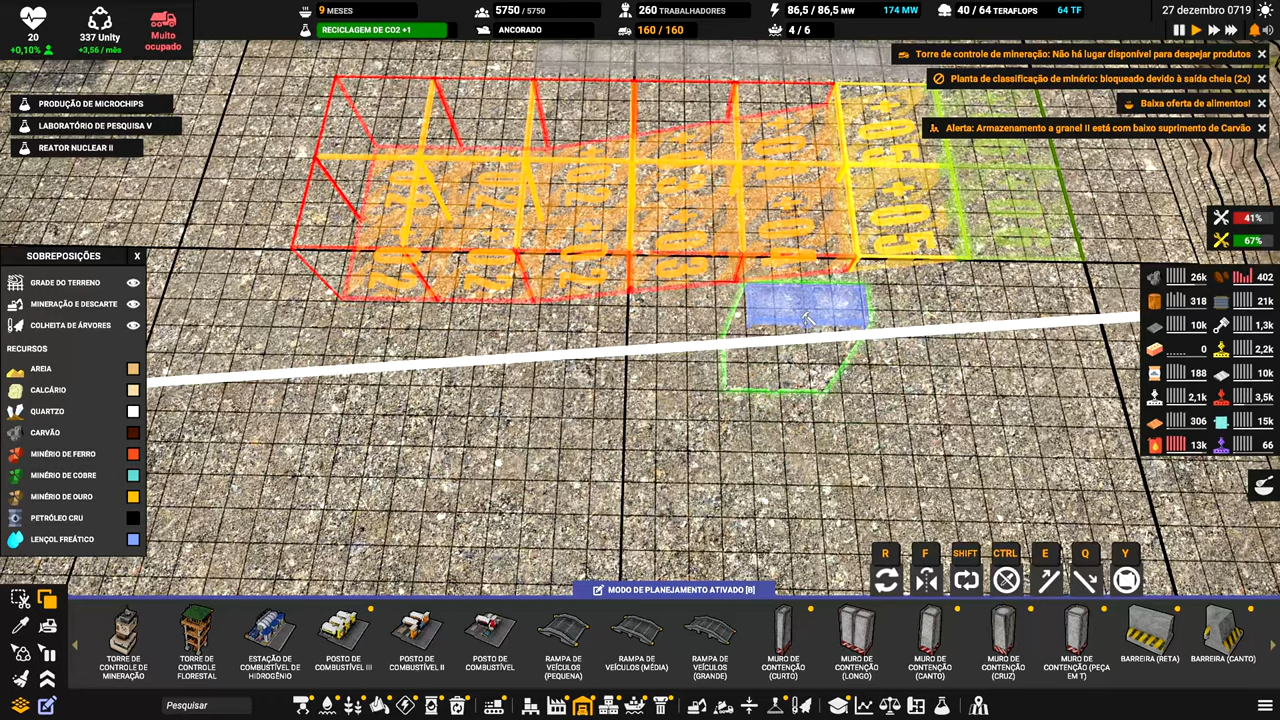 20
+0,10%
337 Unity
+3,56 / mês
Muito ocupado
9 MESES
RECICLAGEM DE CO2 +1
5750 / 5750
ANCORADO
260 TRABALHADORES
160 / 160
86,5 / 86,5 MW
174 MW
4 / 6
40 / 64 TERAFLOPS
64 TF
27 dezembro 0719
Torre de controle de mineração: Não há lugar disponível para despejar produtos
Planta de classificação de minério: bloqueado devido à saída cheia (2x)
Baixa oferta de alimentos!
Alerta: Armazenamento a granel II está com baixo suprimento de Carvão
PRODUÇÃO DE MICROCHIPS
LABORATÓRIO DE PESQUISA V
REATOR NUCLEAR II
41%
67%
SOBREPOSIÇÕES
X
GRADE DO TERRENO
MINERAÇÃO E DESCARTE
COLHEITA DE ÁRVORES
RECURSOS
AREIA
CALCÁRIO
QUARTZO
CARVÃO
MINÉRIO DE FERRO
MINÉRIO DE COBRE
MINÉRIO DE OURO
PETRÓLEO CRU
LENÇOL FREÁTICO
26k
402
318
21k
10k
1,3k
0
2,2k
188
10k
2,1k
3,5k
306
15k
13k
66
+05
+05
+04
+04
+03
+03
+02
+02
R
F
SHIFT
CTRL
E
Q
Y
MODO DE PLANEJAMENTO ATIVADO [B]
TORRE DE CONTROLE DE MINERAÇÃO
TORRE DE CONTROLE FLORESTAL
ESTAÇÃO DE COMBUSTÍVEL DE HIDROGÊNIO
POSTO DE COMBUSTÍVEL III
POSTO DE COMBUSTÍVEL II
POSTO DE COMBUSTÍVEL
RAMPA DE VEÍCULOS (PEQUENA)
RAMPA DE VEÍCULOS (MÉDIA)
RAMPA DE VEÍCULOS (GRANDE)
MURO DE CONTENÇÃO (CURTO)
MURO DE CONTENÇÃO (LONGO)
MURO DE CONTENÇÃO (CANTO)
MURO DE CONTENÇÃO (CRUZ)
MURO DE CONTENÇÃO (PEÇA EM T)
BARREIRA (RETA)
BARREIRA (CANTO)
Pesquisar